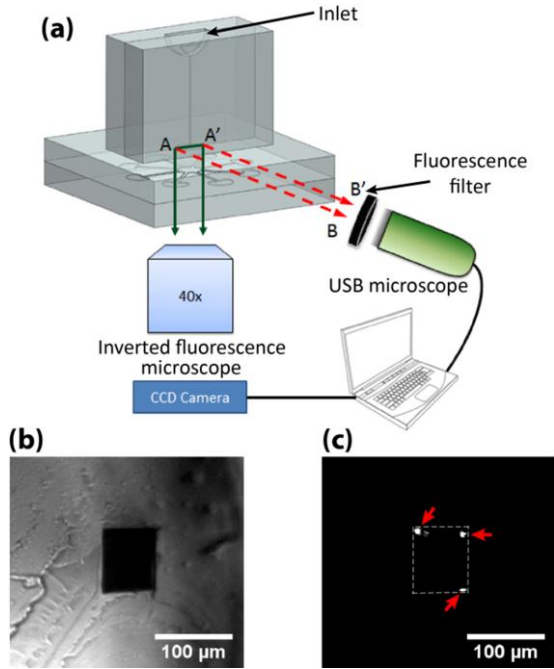 (a)
Inlet
A
A'
Fluorescence
filter
B'
B
USB microscope
40x
Inverted fluorescence
microscope
CCD Camera
(b)
(c)
100 µm
100 µm